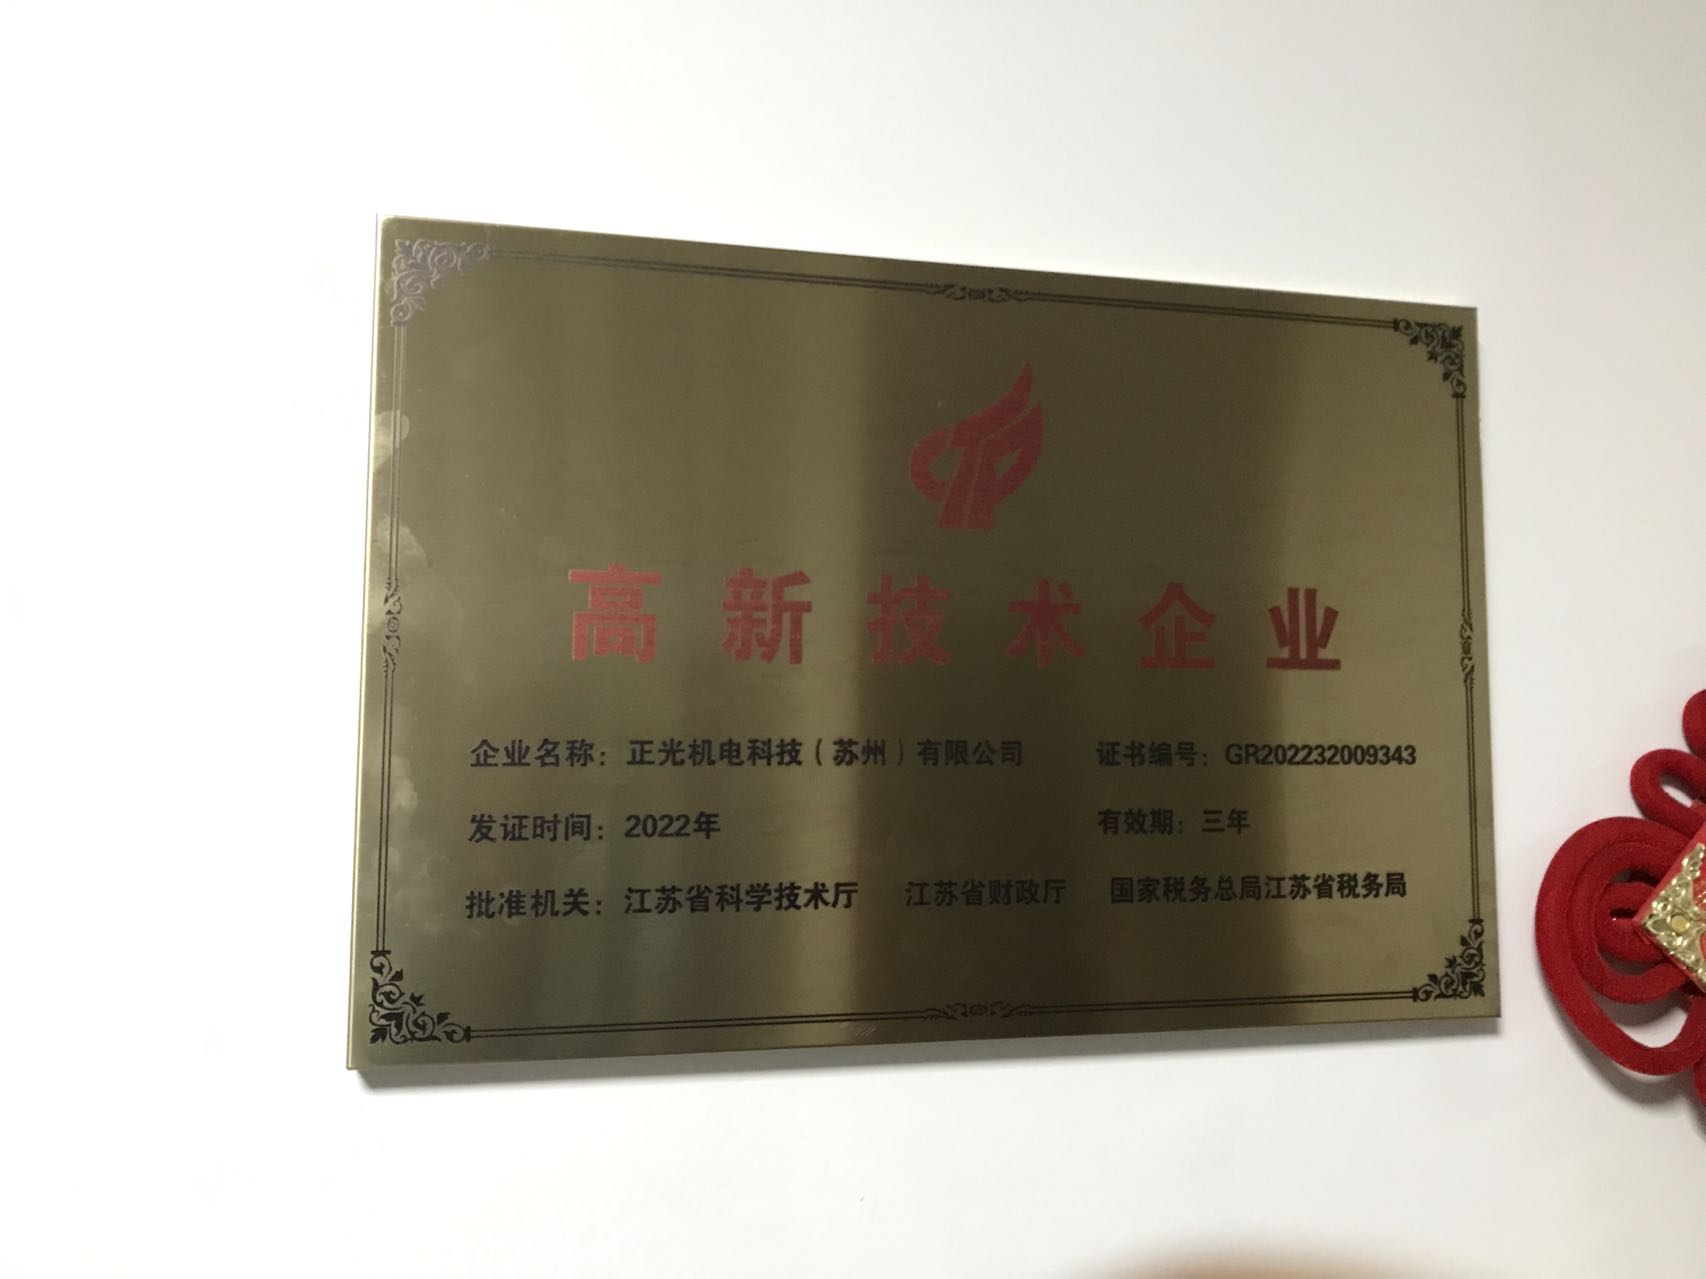 高新技术企业
企业名称：正光机电科技（苏州）有限公司 证书编号：GR202232009343
发证时间：2022年 有效期：三年
批准机关：江苏省科学技术厅 江苏省财政厅 国家税务总局江苏省税务局